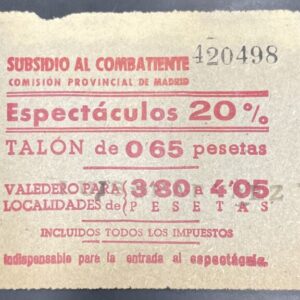 SUBSIDIO AL COMBATIENTE 420498
COMISIÓN PROVINCIAL DE MADRID
Espectáculos 20 %
TALÓN de 0'65 pesetas
VALEDERO PARA 3'80 a 4'05
LOCALIDADES de PESETAS
INCLUIDOS TODOS LOS IMPUESTOS
Indispensable para la entrada al espectáculo.